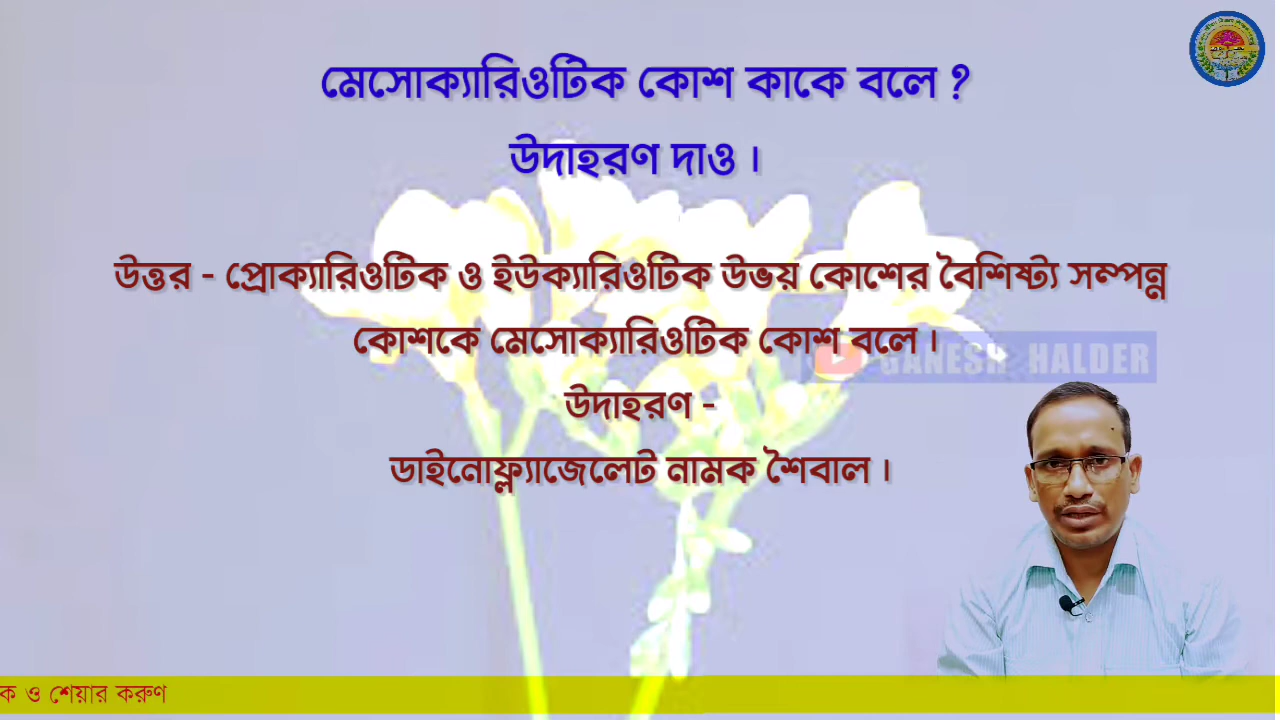 মেসোক্যারিওটিক কোশ কাকে বলে ?
উদাহরণ দাও ।
উত্তর - প্রোক্যারিওটিক ও ইউক্যারিওটিক উভয় কোশের বৈশিষ্ট্য সম্পন্ন
কোশকে মেসোক্যারিওটিক কোশ বলে ।
GANESH HALDER
উদাহরণ -
ডাইনোফ্ল্যাজেলেট নামক শৈবাল ।
ক ও শেয়ার করুণ